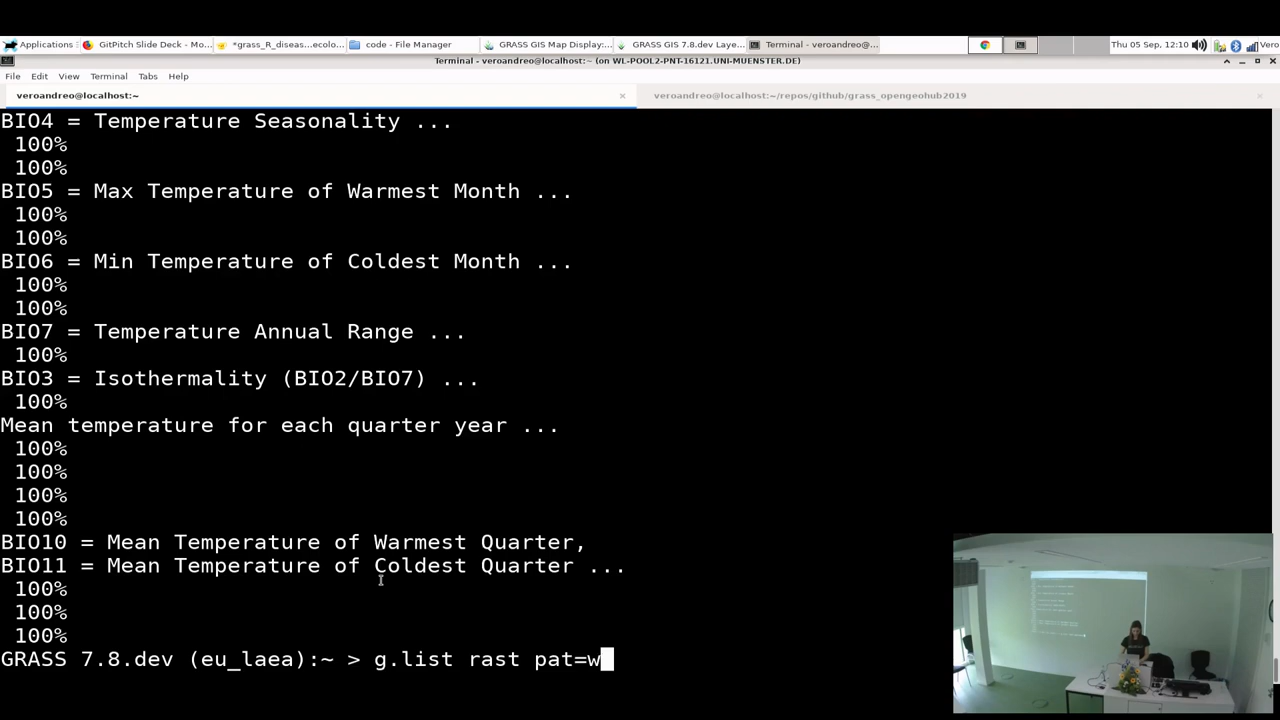 Applications
GitPitch Slide Deck - Mo...
*grass_R_diseas...ecolo...
code - File Manager
GRASS GIS Map Display:...
GRASS GIS 7.8.dev Laye...
Terminal - veroandreo@...
Thu 05 Sep, 12:10
Vero
Terminal - veroandreo@localhost:~ (on WL-POOL2-PNT-16121.UNI-MUENSTER.DE)
File Edit View Terminal Tabs Help
veroandreo@localhost:~
veroandreo@localhost:~/repos/github/grass_opengeohub2019
BIO4 = Temperature Seasonality ...
100%
100%
BIO5 = Max Temperature of Warmest Month ...
100%
100%
BIO6 = Min Temperature of Coldest Month ...
100%
100%
BIO7 = Temperature Annual Range ...
100%
BIO3 = Isothermality (BIO2/BIO7) ...
100%
Mean temperature for each quarter year ...
100%
100%
100%
100%
BIO10 = Mean Temperature of Warmest Quarter,
BIO11 = Mean Temperature of Coldest Quarter ...
100%
100%
100%
GRASS 7.8.dev (eu_laea):~ > g.list rast pat=w